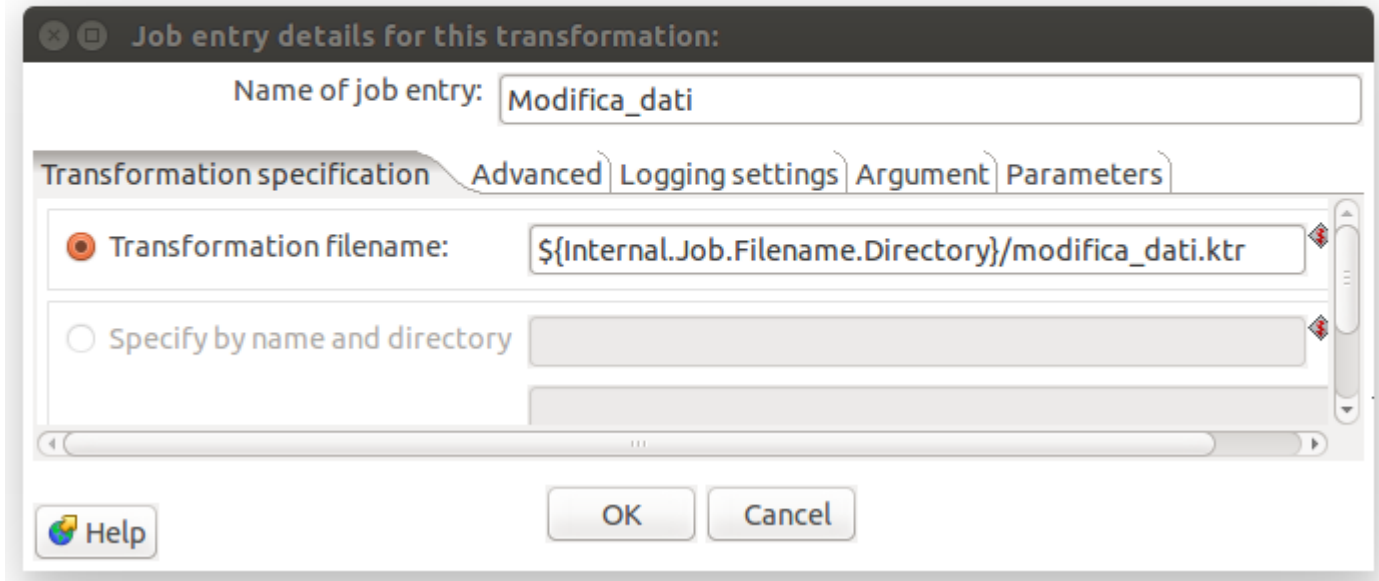 Job entry details for this transformation:
Name of job entry: Modifica_dati
Transformation specification Advanced Logging settings Argument Parameters
Transformation filename: ${Internal.Job.Filename.Directory}/modifica_dati.ktr
Specify by name and directory
OK Cancel
Help